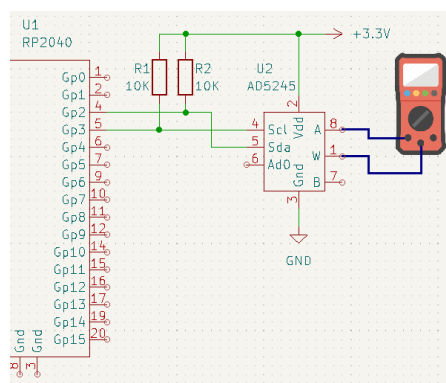 U1
RP2040
Gp0 1
Gp1 2
Gp2 4
Gp3 5
Gp4 6
Gp5 7
Gp6 9
Gp7 10
Gp8 11
Gp9 12
Gp10 14
Gp11 15
Gp12 16
Gp13 17
Gp14 19
Gp15 20
Gnd
Gnd
8
3
R1
10K
R2
10K
+3.3V
U2
AD5245
2
Vdd
4 Scl
5 Sda
6 Ad0
A 8
W 1
B 7
Gnd
3
GND